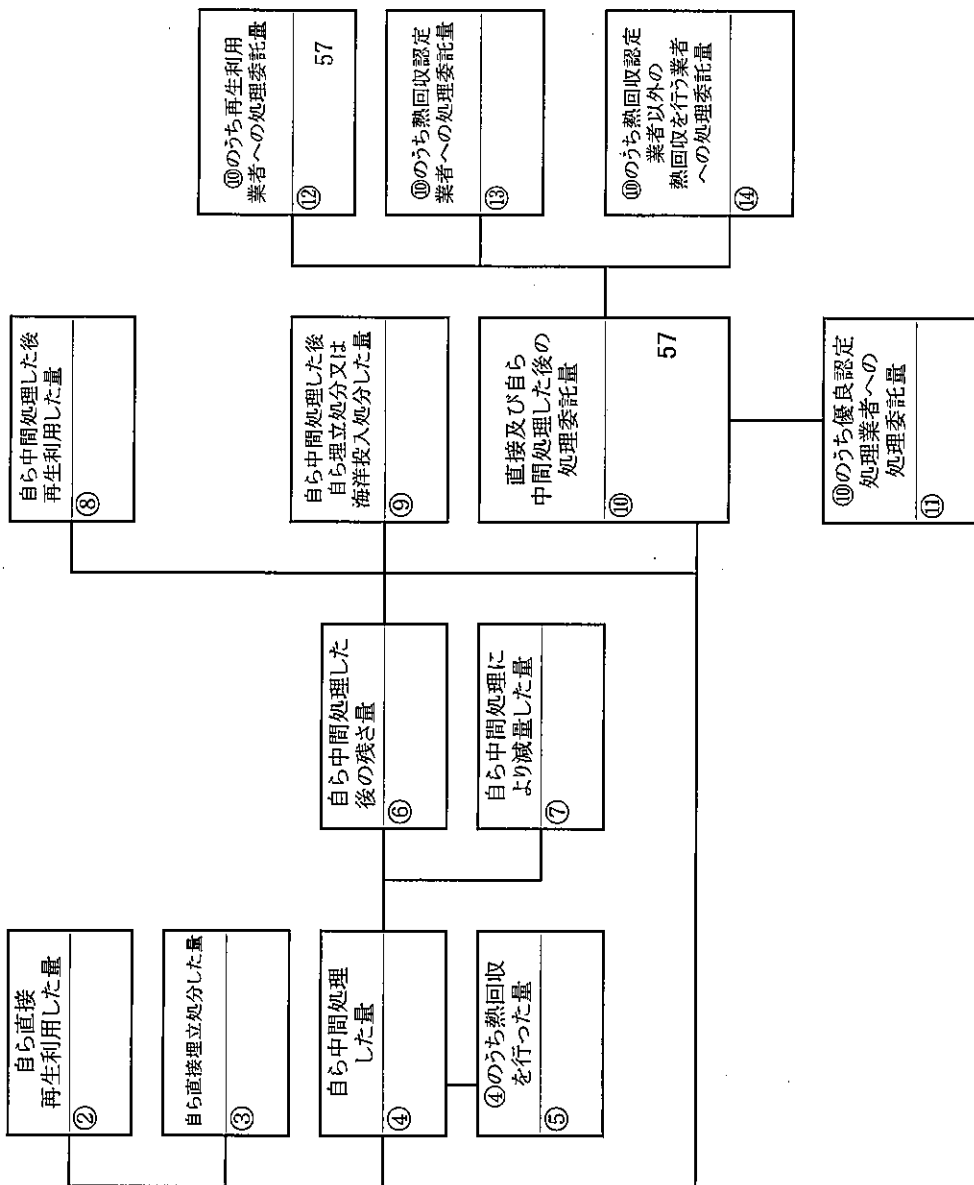 自ら直接
再生利用した量
②
自ら直接埋立処分した量
③
自ら中間処理
した量
④
④のうち熱回収
を行った量
⑤
自ら中間処理した
後の残さ量
⑥
自ら中間処理に
より減量した量
⑦
自ら中間処理した後
再生利用した量
⑧
自ら中間処理した後
自ら埋立処分又は
海洋投入処分した量
⑨
直接及び自ら
中間処理した後の
処理委託量
⑩
57
⑩のうち優良認定
処理業者への
処理委託量
⑪
⑩のうち再生利用
業者への処理委託量
⑫
57
⑩のうち熱回収認定
業者への処理委託量
⑬
⑩のうち熱回収認定
業者以外の
熱回収を行う業者
への処理委託量
⑭